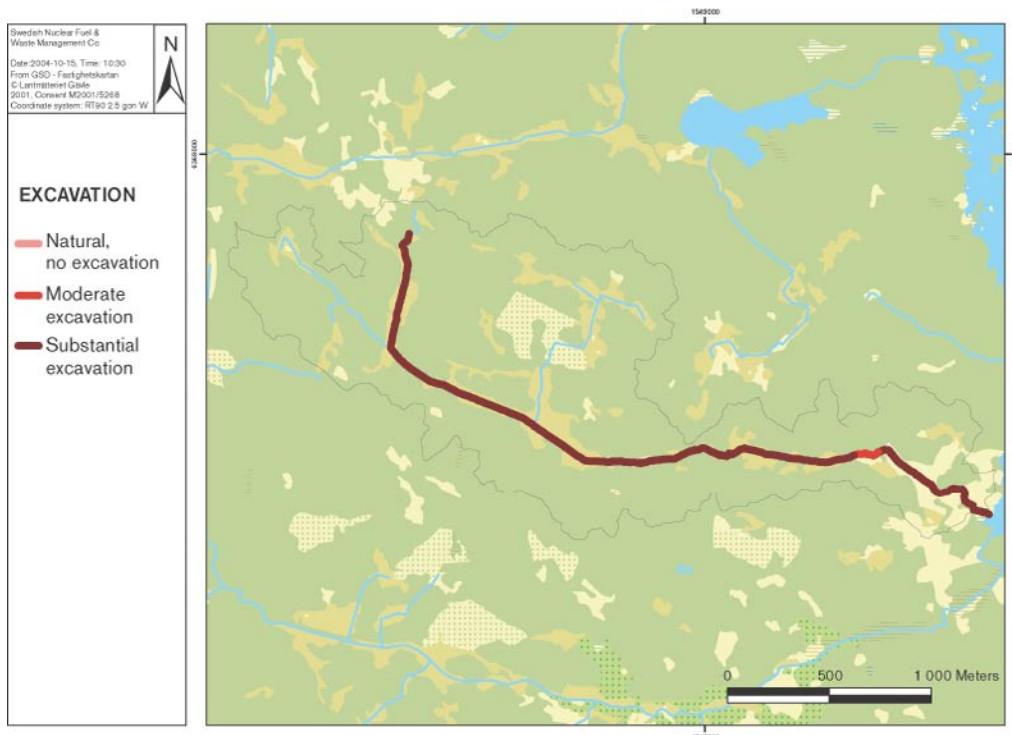 Swedish Nuclear Fuel &
Waste Management Co
Date:2004-10-15, Time: 10:30
From GSD - Fastighetskartan
© Lantmäteriet Gävle
2001, Consent M2001/5268
Coordinate system: RT90 2.5 gon W
N
EXCAVATION
Natural,
no excavation
Moderate
excavation
Substantial
excavation
1549000
6369000
0 500 1 000 Meters